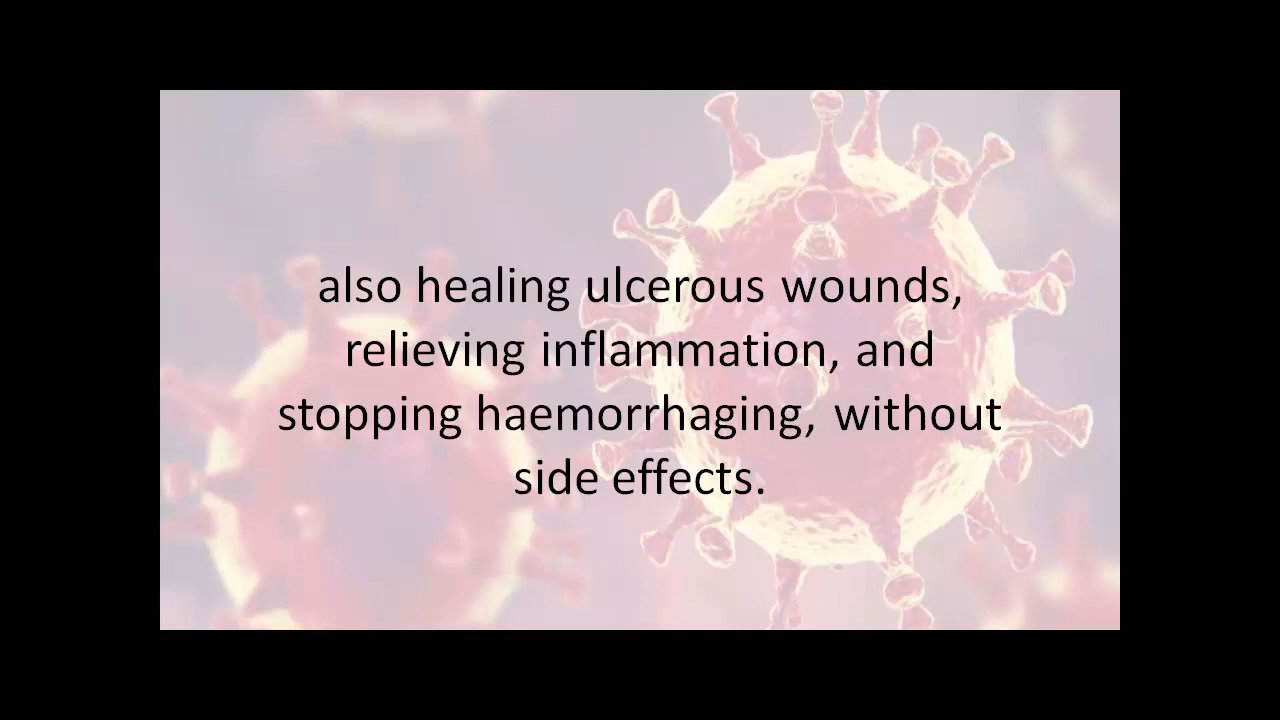 also healing ulcerous wounds,
relieving inflammation, and
stopping haemorrhaging, without
side effects.